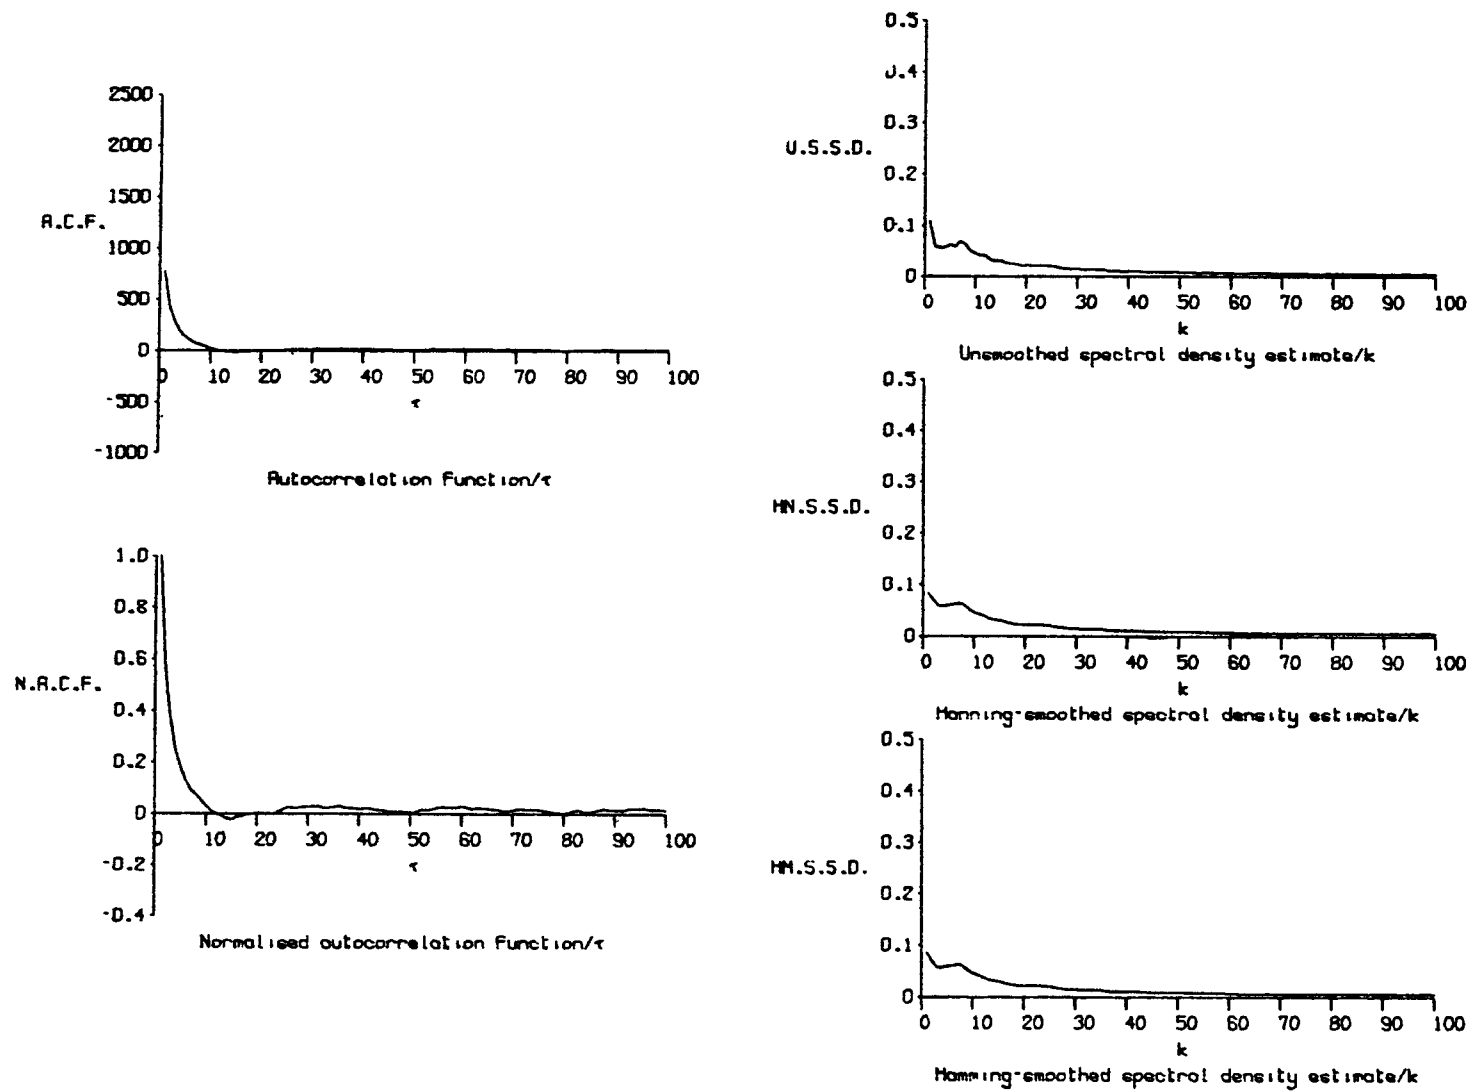 2500
2000
1500
A.C.F.
1000
500
0
0 10 20 30 40 50 60 70 80 90 100
τ
-500
-1000
Autocorrelation Function/τ
1.0
0.8
0.6
N.A.C.F.
0.4
0.2
0
0 10 20 30 40 50 60 70 80 90 100
τ
-0.2
-0.4
Normalised autocorrelation Function/τ
0.5
0.4
0.3
U.S.S.D.
0.2
0.1
0
0 10 20 30 40 50 60 70 80 90 100
k
Unsmoothed spectral density estimate/k
0.5
0.4
0.3
HN.S.S.D.
0.2
0.1
0
0 10 20 30 40 50 60 70 80 90 100
k
Hanning-smoothed spectral density estimate/k
0.5
0.4
0.3
HM.S.S.D.
0.2
0.1
0
0 10 20 30 40 50 60 70 80 90 100
k
Hamming-smoothed spectral density estimate/k